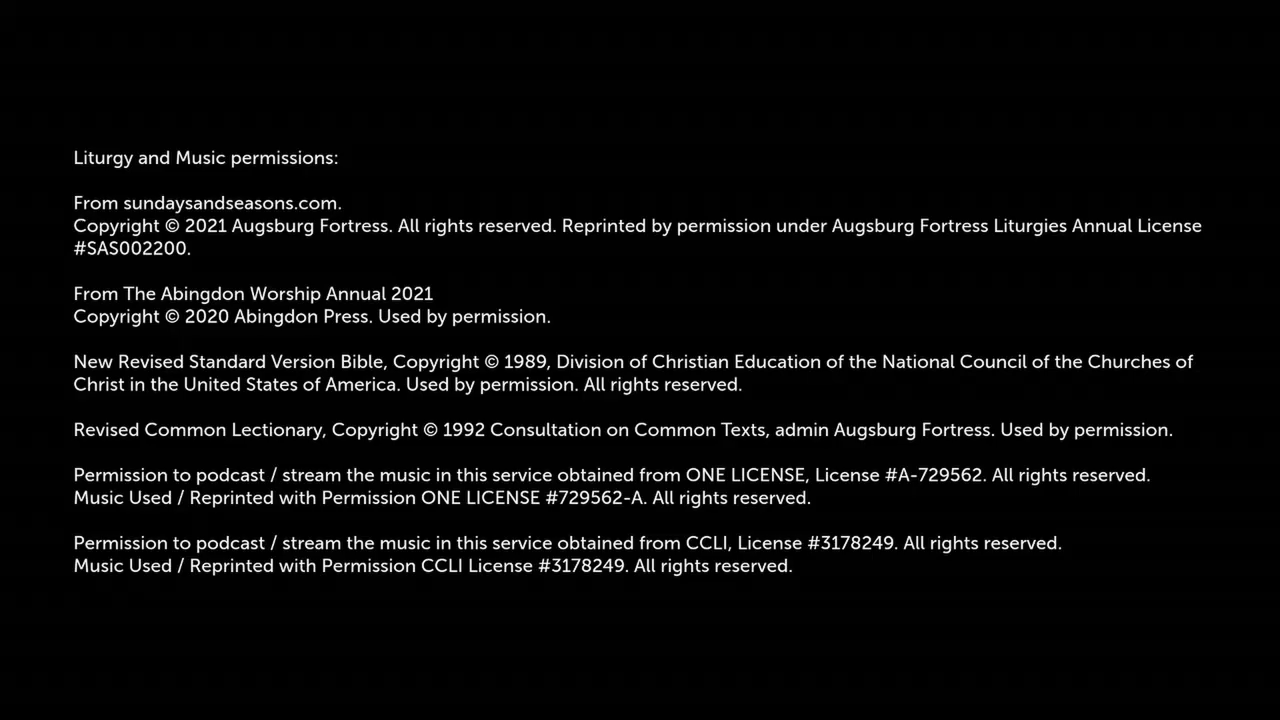 Liturgy and Music permissions:
From sundaysandseasons.com.
Copyright © 2021 Augsburg Fortress. All rights reserved. Reprinted by permission under Augsburg Fortress Liturgies Annual License
#SAS002200.
From The Abingdon Worship Annual 2021
Copyright © 2020 Abingdon Press. Used by permission.
New Revised Standard Version Bible, Copyright © 1989, Division of Christian Education of the National Council of the Churches of
Christ in the United States of America. Used by permission. All rights reserved.
Revised Common Lectionary, Copyright © 1992 Consultation on Common Texts, admin Augsburg Fortress. Used by permission.
Permission to podcast / stream the music in this service obtained from ONE LICENSE, License #A-729562. All rights reserved.
Music Used / Reprinted with Permission ONE LICENSE #729562-A. All rights reserved.
Permission to podcast / stream the music in this service obtained from CCLI, License #3178249. All rights reserved.
Music Used / Reprinted with Permission CCLI License #3178249. All rights reserved.